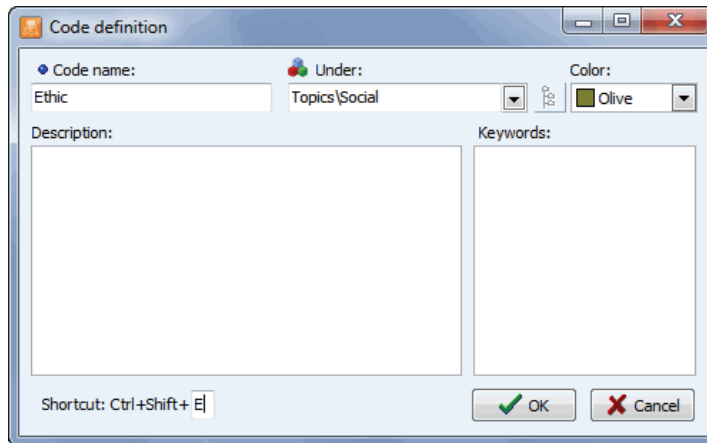 Code definition
Code name: Under: Color:
Ethic Topics\Social Olive
Description: Keywords:
Shortcut: Ctrl+Shift+ E OK Cancel